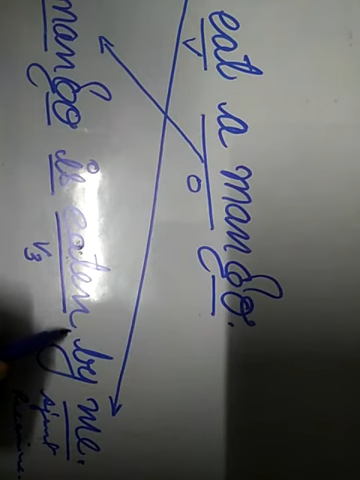 eat a mango.
V
O
mango is eaten by me.
V3